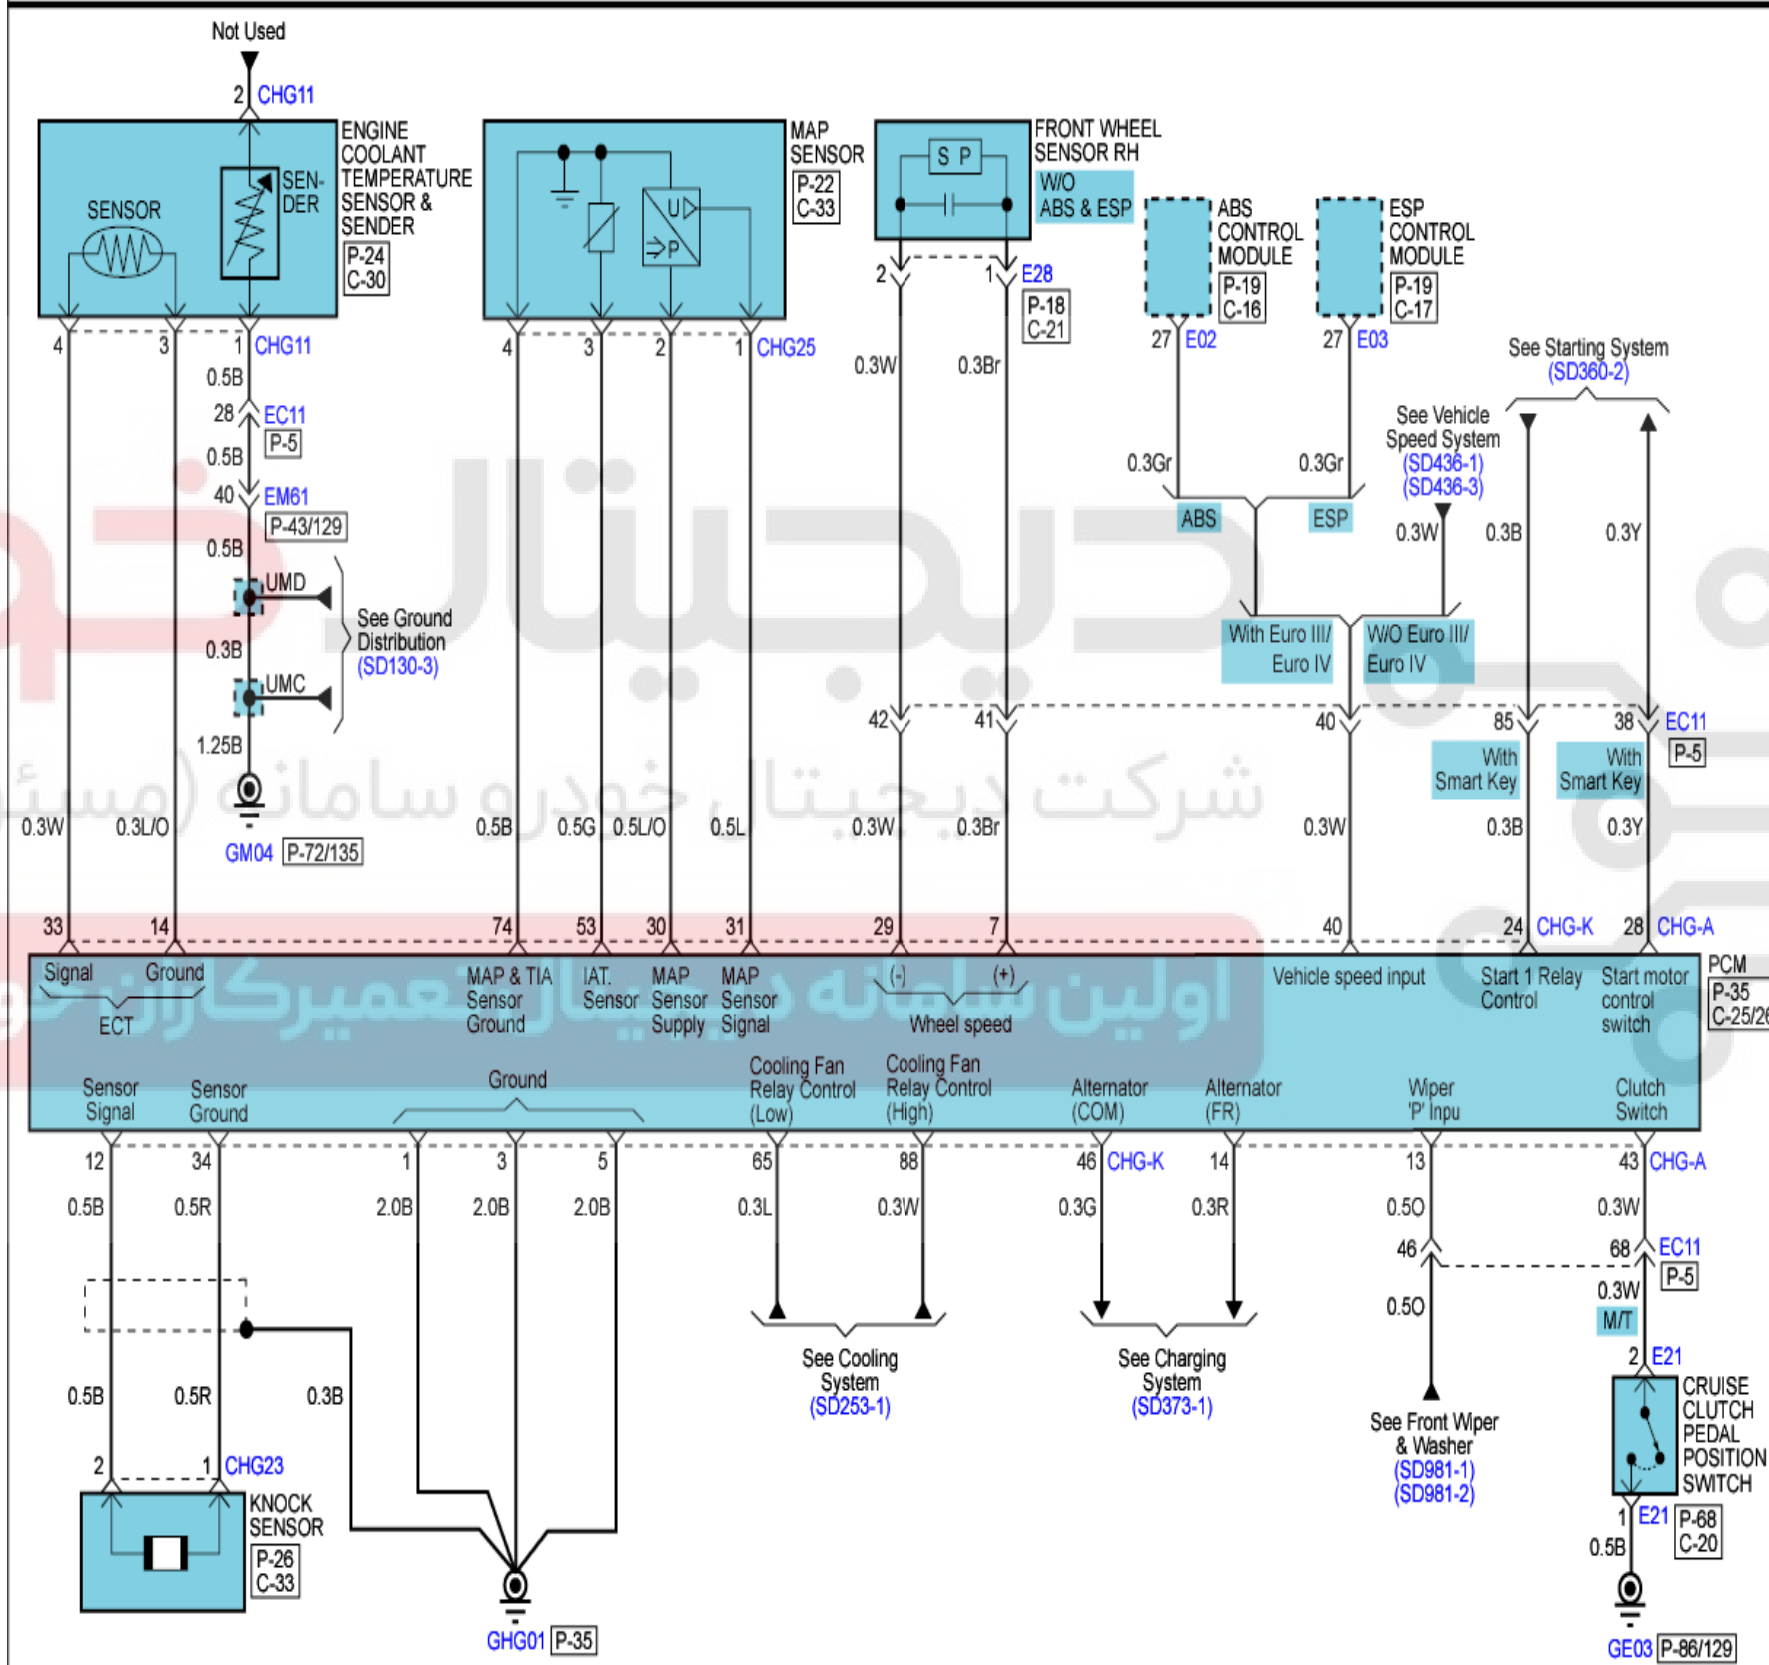 Not Used
2 CHG11
ENGINE
COOLANT
TEMPERATURE
SENSOR &
SENDER
P-24
C-30
SENSOR
SEN-
DER
4 3 1 CHG11
0.5B
28 EC11
P-5
0.5B
40 EM61
P-43/129
0.5B
UMD
See Ground
Distribution
(SD130-3)
0.3B
UMC
1.25B
GM04 P-72/135
0.3W 0.3L/O
MAP
SENSOR
P-22
C-33
U
P
4 3 2 1 CHG25
0.5B 0.5G 0.5L/O 0.5L
FRONT WHEEL
SENSOR RH
W/O
ABS & ESP
S P
2 1 E28
P-18
C-21
0.3W 0.3Br
42 41
0.3W 0.3Br
ABS
CONTROL
MODULE
P-19
C-16
27 E02
ESP
CONTROL
MODULE
P-19
C-17
27 E03
0.3Gr 0.3Gr
ABS ESP
See Vehicle
Speed System
(SD436-1)
(SD436-3)
0.3W
With Euro III/
Euro IV
W/O Euro III/
Euro IV
See Starting System
(SD360-2)
0.3B 0.3Y
40 85 38 EC11
P-5
With
Smart Key
With
Smart Key
0.3W 0.3B 0.3Y
دیجیتال
شرکت دیجیتال خودرو سامانه (مسئ
اولین سامانه دیجیتال تعمیرکاران خو
33 14 74 53 30 31 29 7 40 24 CHG-K 28 CHG-A
Signal Ground
ECT
MAP & TIA
Sensor
Ground
IAT.
Sensor
MAP
Sensor
Supply
MAP
Sensor
Signal
(-) (+)
Wheel speed
Vehicle speed input
Start 1 Relay
Control
Start motor
control
switch
PCM
P-35
C-25/26
Sensor
Signal
Sensor
Ground
Ground
Cooling Fan
Relay Control
(Low)
Cooling Fan
Relay Control
(High)
Alternator
(COM)
Alternator
(FR)
Wiper
'P' Inpu
Clutch
Switch
12 34 1 3 5 65 88 46 CHG-K 14 13 43 CHG-A
0.5B 0.5R 2.0B 2.0B 2.0B 0.3L 0.3W 0.3G 0.3R 0.5O 0.3W
46 68 EC11
P-5
0.5O 0.3W
M/T
See Cooling
System
(SD253-1)
See Charging
System
(SD373-1)
See Front Wiper
& Washer
(SD981-1)
(SD981-2)
2 E21
CRUISE
CLUTCH
PEDAL
POSITION
SWITCH
1 E21 P-68
C-20
0.5B
GE03 P-86/129
0.5B 0.5R 0.3B
2 1 CHG23
KNOCK
SENSOR
P-26
C-33
GHG01 P-35